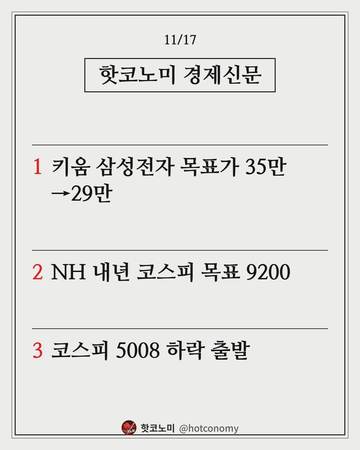 11/17
핫코노미 경제신문
1 키움 삼성전자 목표가 35만
→29만
2 NH 내년 코스피 목표 9200
3 코스피 5008 하락 출발
핫코노미 @hotconomy